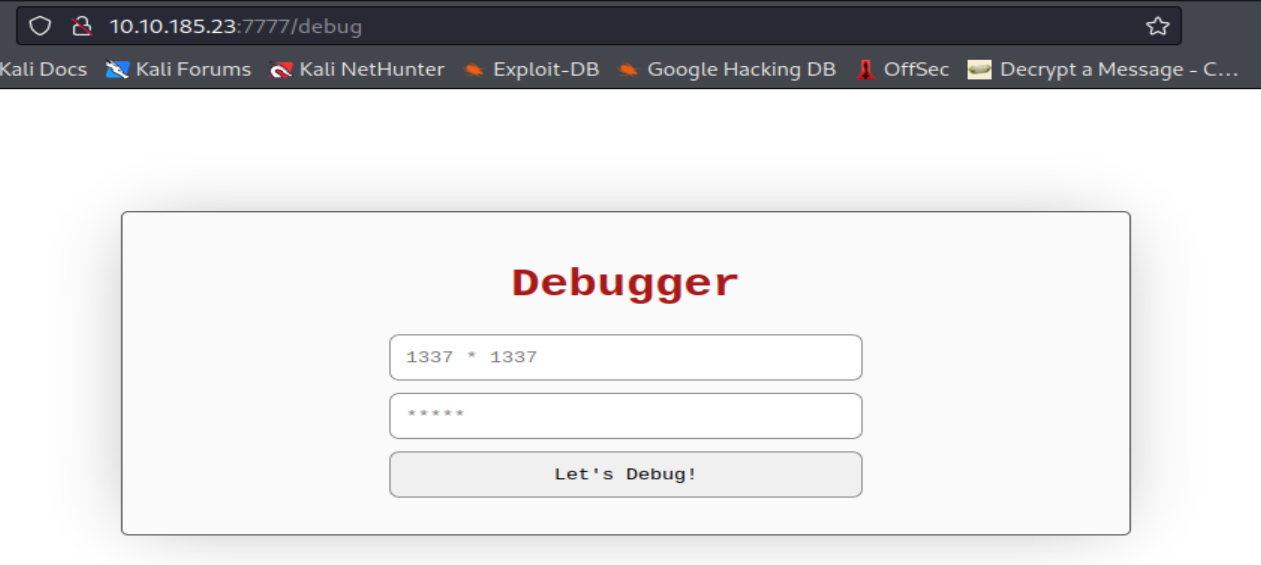 10.10.185.23:7777/debug
Kali Docs Kali Forums Kali NetHunter Exploit-DB Google Hacking DB OffSec Decrypt a Message - C...
Debugger
1337 * 1337
*****
Let's Debug!